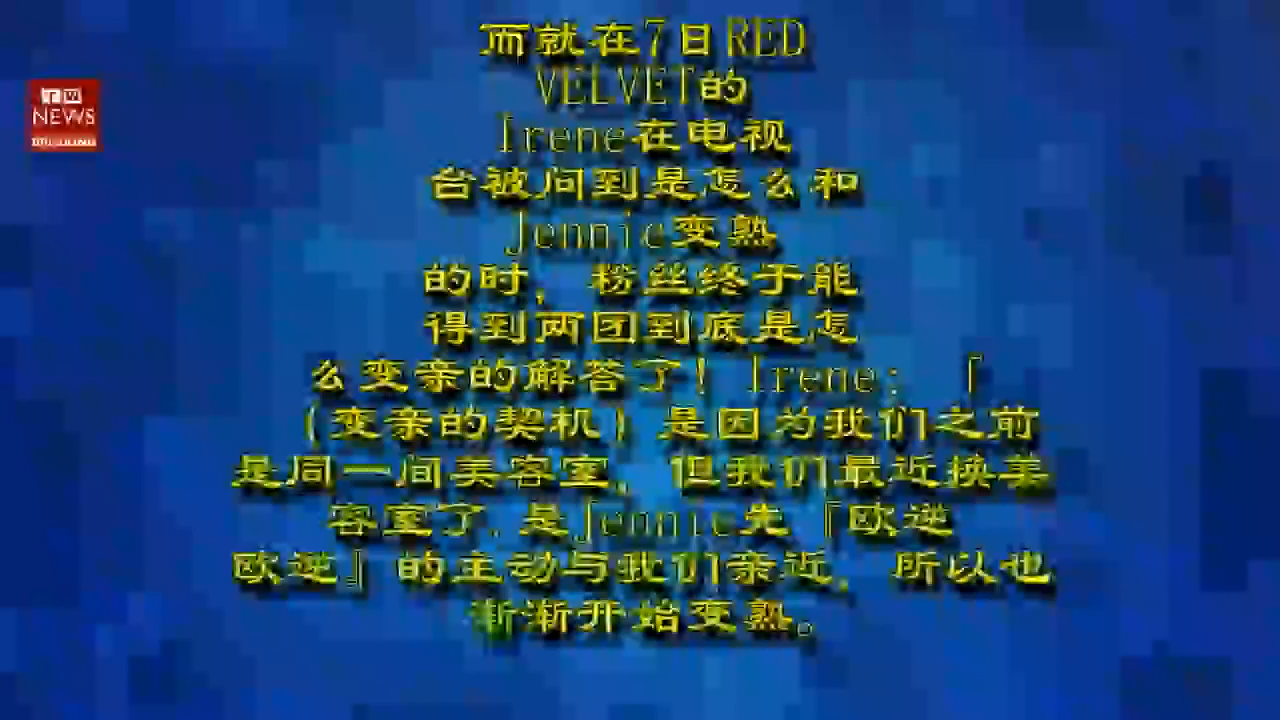 而就在7日RED
VELVET的
Irene在电视
台被问到是怎么和
Jennie变熟
的时，粉丝终于能
得到两团到底是怎
么变亲的解答了！Irene：「
（变亲的契机）是因为我们之前
是同一间美容室，但我们最近换美
容室了，是Jennie先『欧逆
欧逆』的主动与我们亲近，所以也
渐渐开始变熟。
NEWS